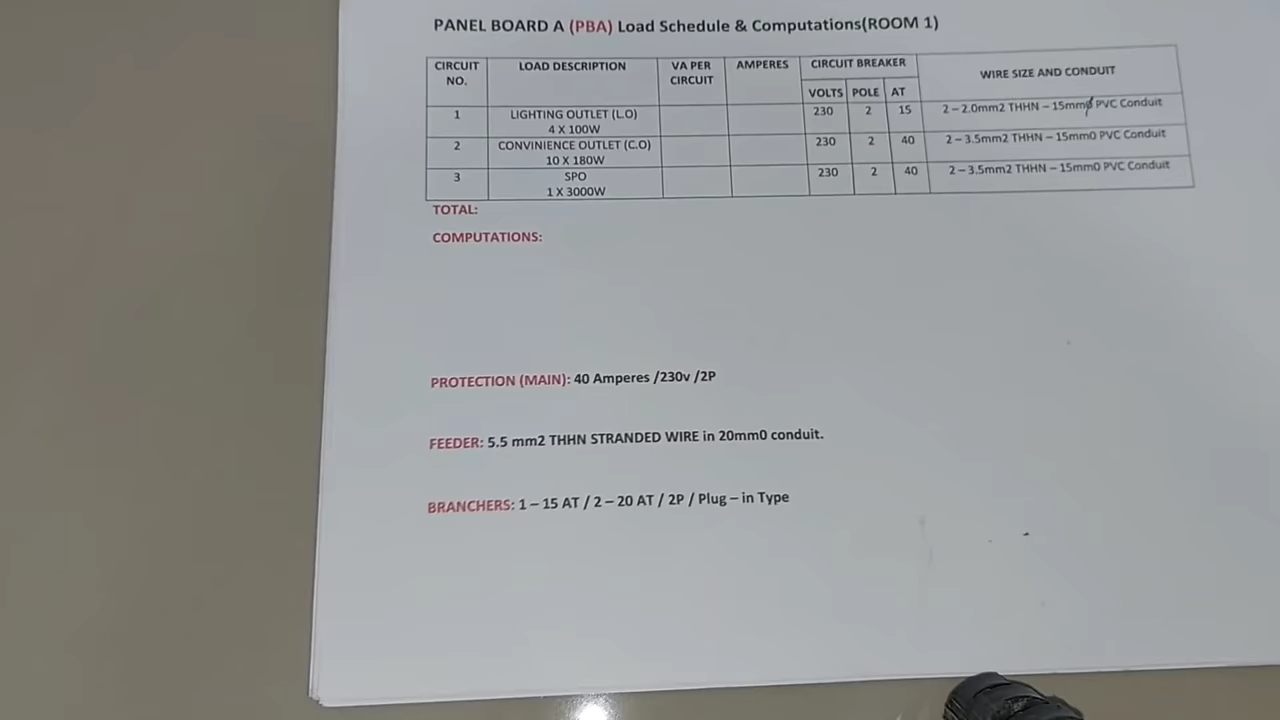 PANEL BOARD A (PBA) Load Schedule & Computations(ROOM 1)
CIRCUIT NO. LOAD DESCRIPTION VA PER CIRCUIT AMPERES CIRCUIT BREAKER WIRE SIZE AND CONDUIT
VOLTS POLE AT
1 LIGHTING OUTLET (L.O) 230 2 15 2 – 2.0mm2 THHN – 15mmø PVC Conduit
4 X 100W
2 CONVINIENCE OUTLET (C.O) 230 2 40 2 – 3.5mm2 THHN – 15mm0 PVC Conduit
10 X 180W
3 SPO 230 2 40 2 – 3.5mm2 THHN – 15mm0 PVC Conduit
1 X 3000W
TOTAL:
COMPUTATIONS:
PROTECTION (MAIN): 40 Amperes /230v /2P
FEEDER: 5.5 mm2 THHN STRANDED WIRE in 20mm0 conduit.
BRANCHERS: 1 – 15 AT / 2 – 20 AT / 2P / Plug – in Type